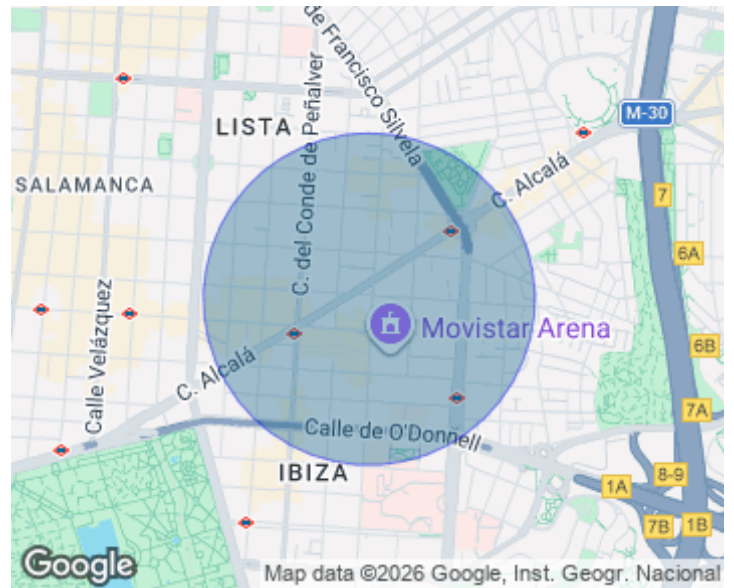 de Francisco Silvela
M-30
LISTA
C. del Conde de Peñalver
SALAMANCA
C. Alcalá
7
6A
Calle Velázquez
Movistar Arena
6B
C. Alcalá
7A
Calle de O'Donnell
IBIZA
8-9
1A
7B
1B
Google
Map data ©2026 Google, Inst. Geogr. Nacional